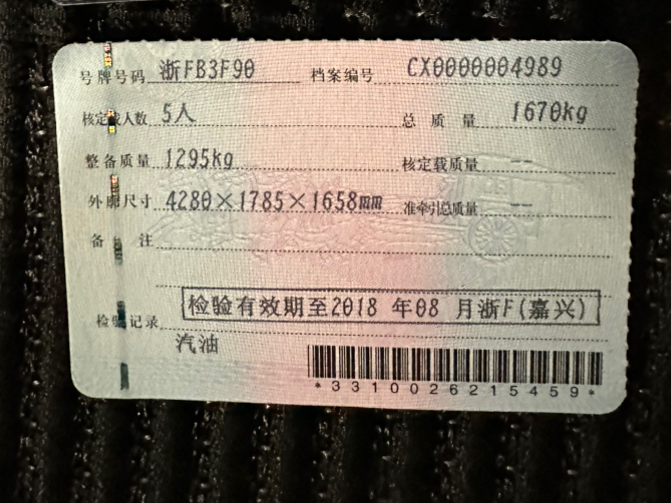 号牌号码 浙FB3F90 档案编号 CX0000004989
核定载人数 5人 总质量 1670kg
整备质量 1295kg 核定载质量 --
外廓尺寸 4280×1785×1658mm 准牵引总质量 --
备注
检验有效期至2018 年08 月浙F(嘉兴)
检验记录
汽油
*3310026215459*